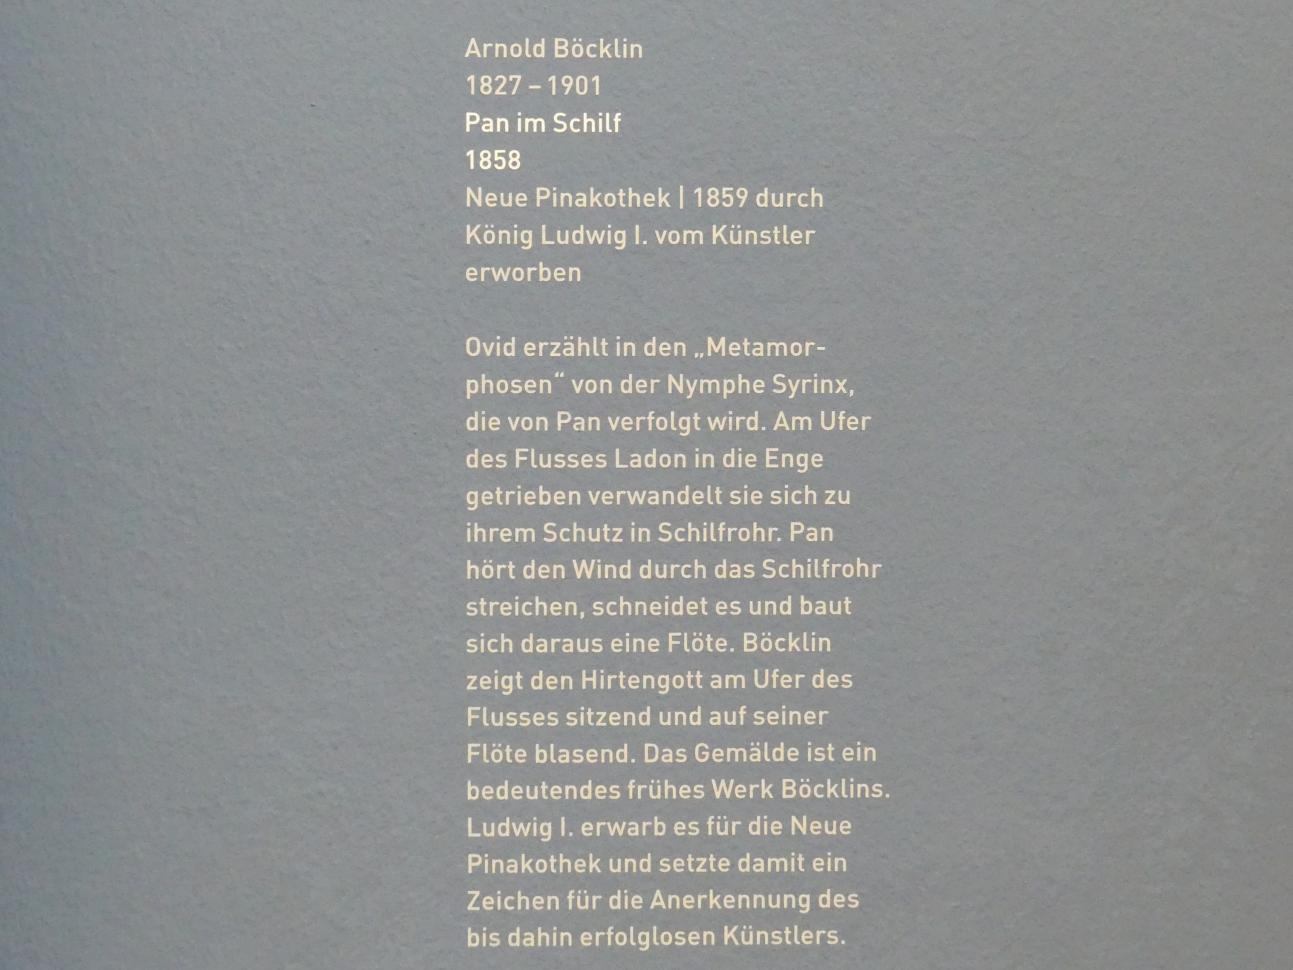 Arnold Böcklin
1827 – 1901
Pan im Schilf
1858
Neue Pinakothek | 1859 durch
König Ludwig I. vom Künstler
erworben
Ovid erzählt in den „Metamor-
phosen“ von der Nymphe Syrinx,
die von Pan verfolgt wird. Am Ufer
des Flusses Ladon in die Enge
getrieben verwandelt sie sich zu
ihrem Schutz in Schilfrohr. Pan
hört den Wind durch das Schilfrohr
streichen, schneidet es und baut
sich daraus eine Flöte. Böcklin
zeigt den Hirtengott am Ufer des
Flusses sitzend und auf seiner
Flöte blasend. Das Gemälde ist ein
bedeutendes frühes Werk Böcklins.
Ludwig I. erwarb es für die Neue
Pinakothek und setzte damit ein
Zeichen für die Anerkennung des
bis dahin erfolglosen Künstlers.